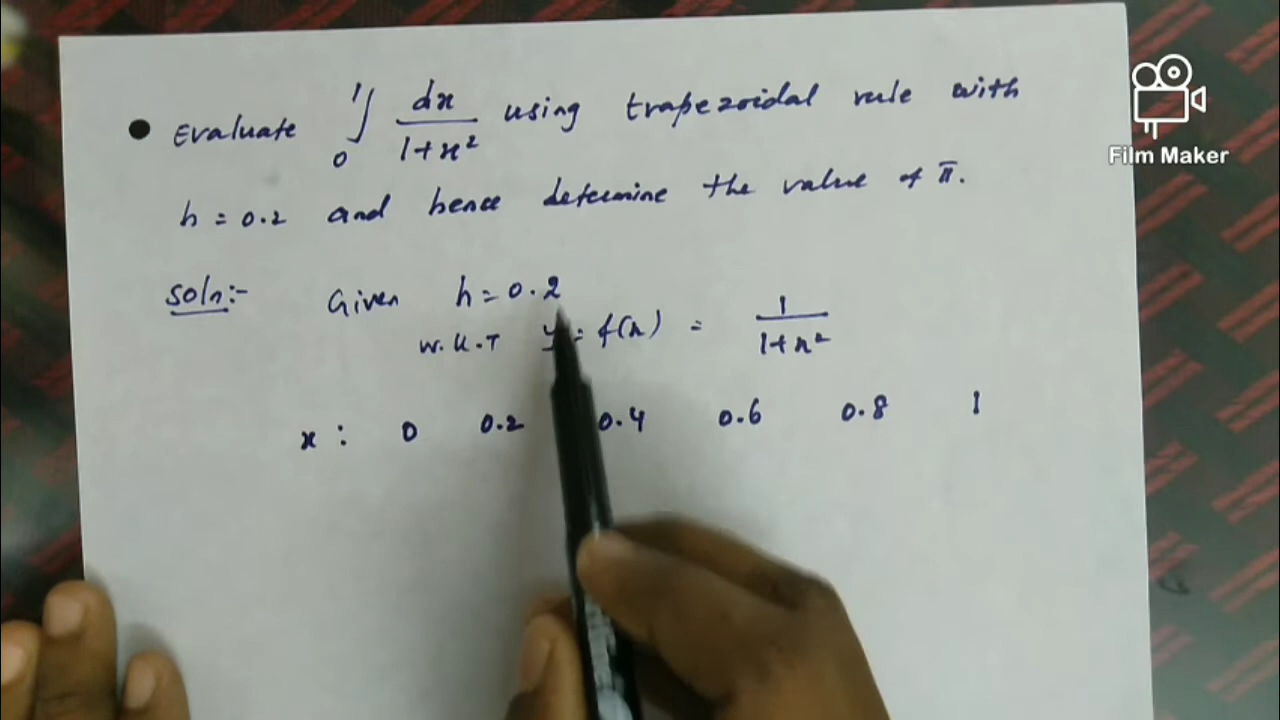 • Evaluate ∫₀¹ dx/(1+x²) using trapezoidal rule with
h = 0.2 and hence determine the value of π.
Soln:- Given h = 0.2
W.K.T y = f(x) = 1/(1+x²)
x : 0 0.2 0.4 0.6 0.8 1
Film Maker